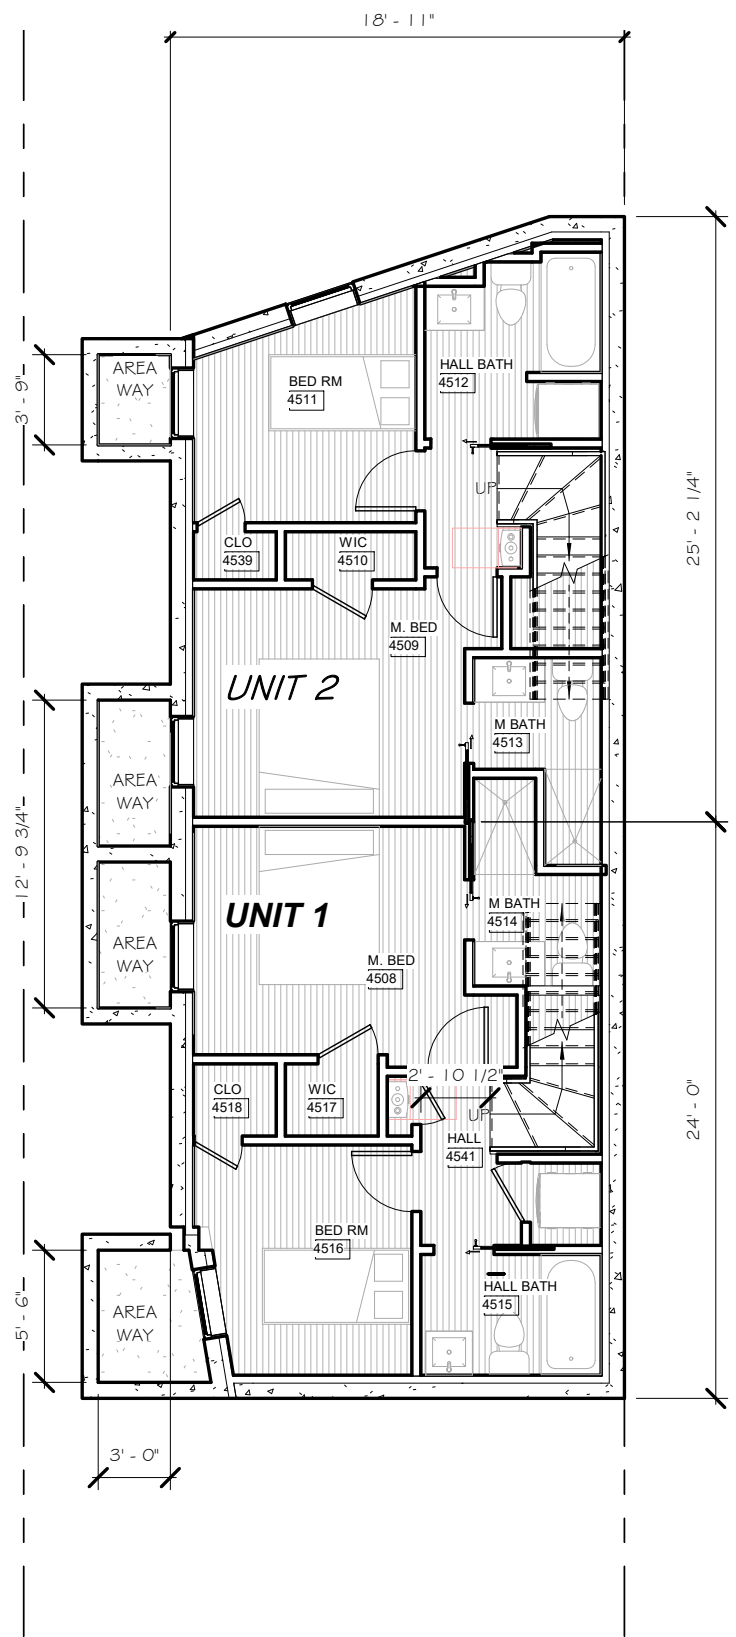 18' - 11"
AREA
WAY
3' - 9"
BED RM
4511
HALL BATH
4512
UP
25' - 2 1/4"
CLO
4539
WIC
4510
M. BED
4509
UNIT 2
M BATH
4513
AREA
WAY
12' - 9 3/4"
UNIT 1
M BATH
4514
AREA
WAY
M. BED
4508
2' - 10 1/2"
CLO
4518
WIC
4517
UP
HALL
4541
24' - 0"
BED RM
4516
HALL BATH
4515
AREA
WAY
5' - 6"
3' - 0"